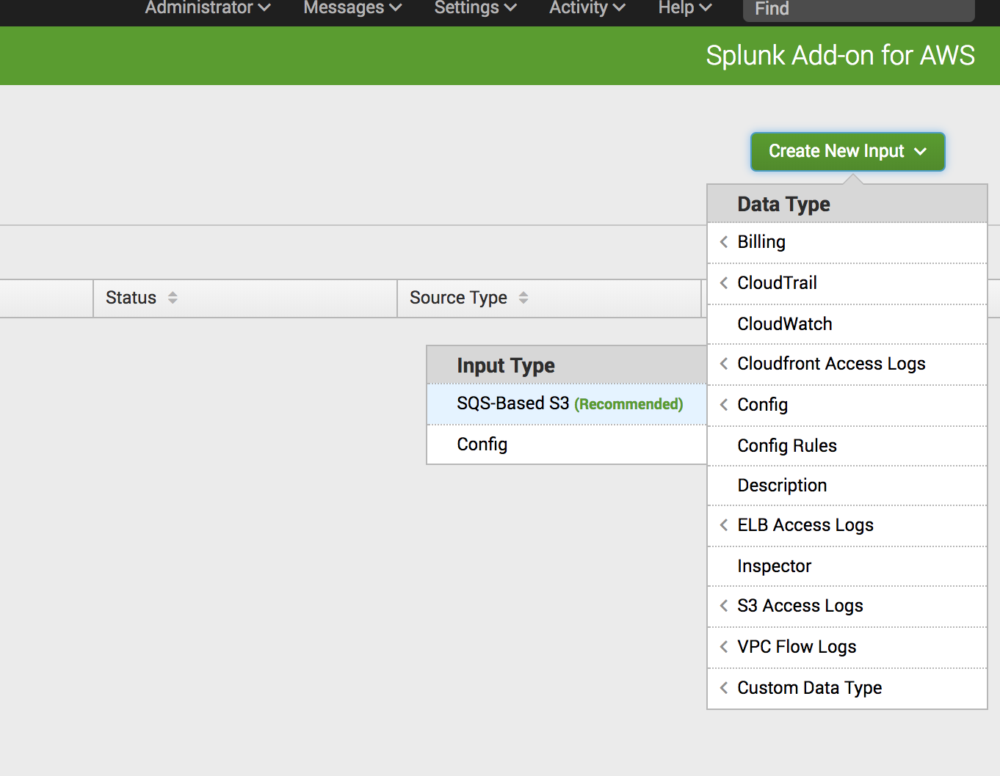 Administrator Messages Settings Activity Help Find
Splunk Add-on for AWS
Create New Input
Data Type
Billing
CloudTrail
CloudWatch
Cloudfront Access Logs
Config
Config Rules
Description
ELB Access Logs
Inspector
S3 Access Logs
VPC Flow Logs
Custom Data Type
Status Source Type
Input Type
SQS-Based S3 (Recommended)
Config